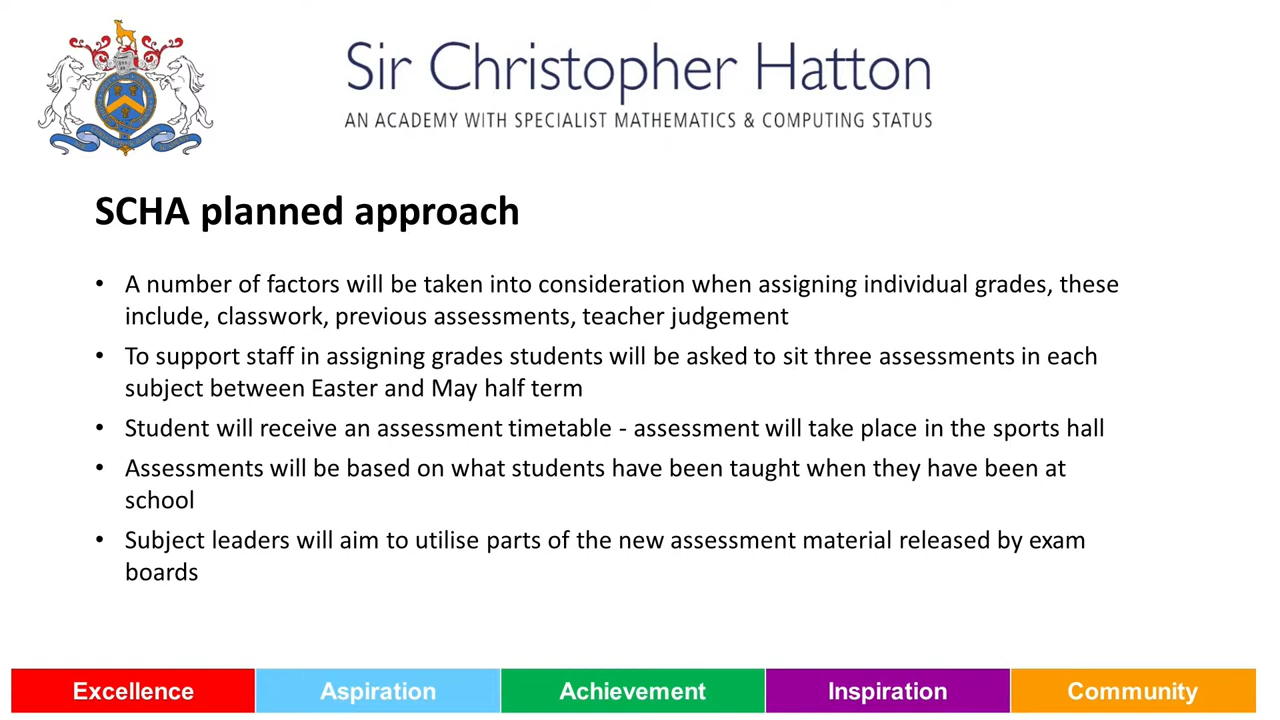 Sir Christopher Hatton
AN ACADEMY WITH SPECIALIST MATHEMATICS & COMPUTING STATUS
SCHA planned approach
• A number of factors will be taken into consideration when assigning individual grades, these
include, classwork, previous assessments, teacher judgement
• To support staff in assigning grades students will be asked to sit three assessments in each
subject between Easter and May half term
• Student will receive an assessment timetable - assessment will take place in the sports hall
• Assessments will be based on what students have been taught when they have been at
school
• Subject leaders will aim to utilise parts of the new assessment material released by exam
boards
Excellence
Aspiration
Achievement
Inspiration
Community